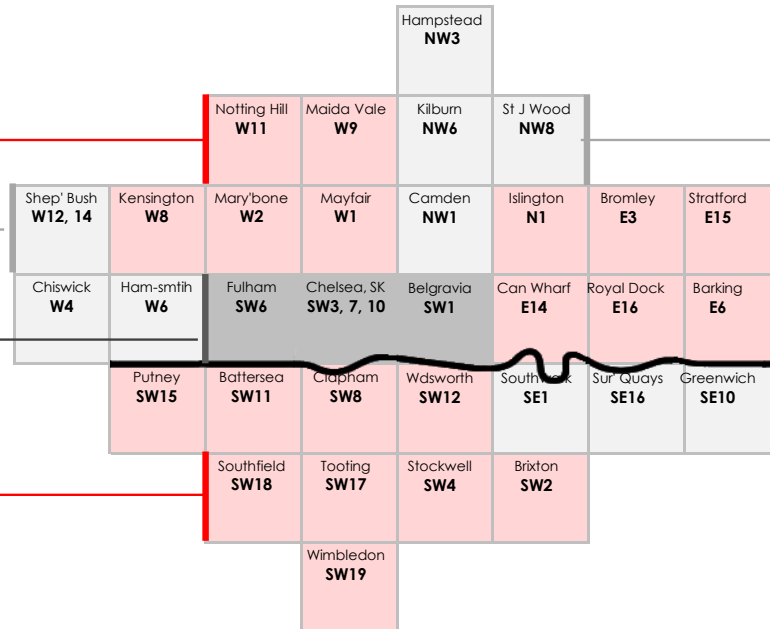 Hampstead
NW3
Notting Hill
W11
Maida Vale
W9
Kilburn
NW6
St J Wood
NW8
Shep' Bush
W12, 14
Kensington
W8
Mary'bone
W2
Mayfair
W1
Camden
NW1
Islington
N1
Bromley
E3
Stratford
E15
Chiswick
W4
Ham-smtih
W6
Fulham
SW6
Chelsea, SK
SW3, 7, 10
Belgravia
SW1
Can Wharf
E14
Royal Dock
E16
Barking
E6
Putney
SW15
Battersea
SW11
Clapham
SW8
Wdsworth
SW12
Southwark
SE1
Sur' Quays
SE16
Greenwich
SE10
Southfield
SW18
Tooting
SW17
Stockwell
SW4
Brixton
SW2
Wimbledon
SW19